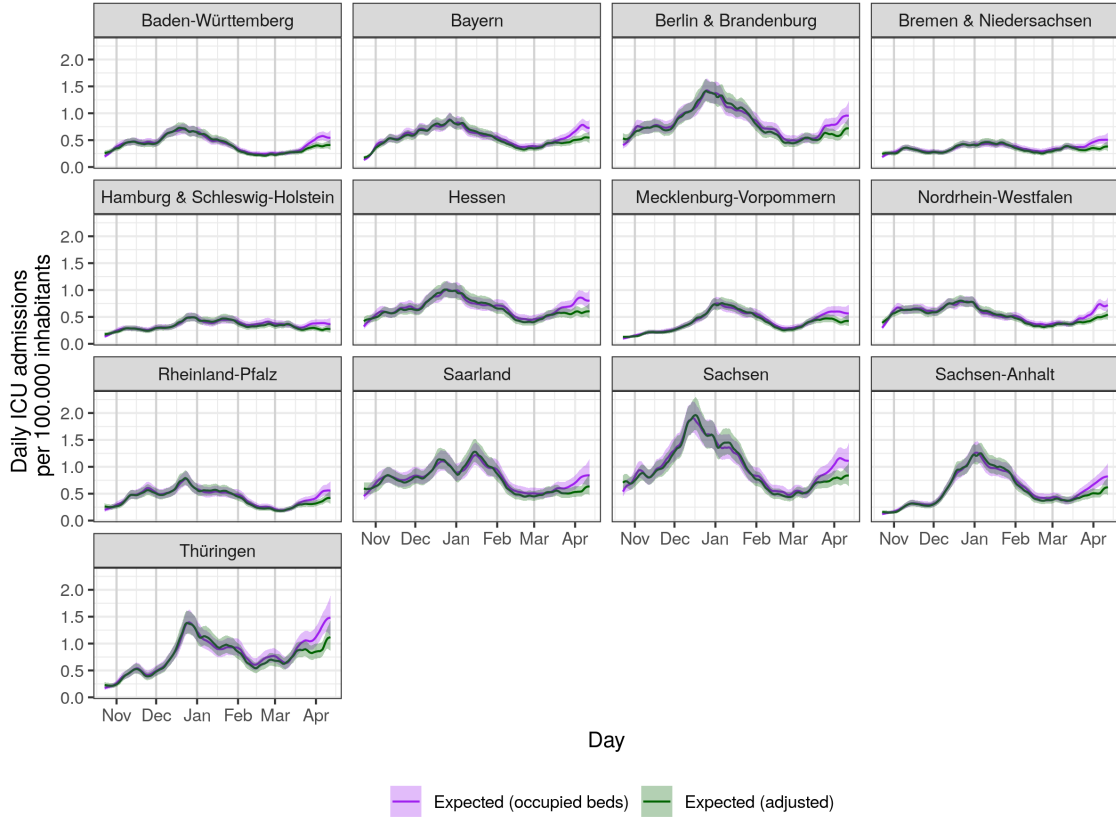 Baden-Württemberg
Bayern
Berlin & Brandenburg
Bremen & Niedersachsen
2.0
1.5
1.0
0.5
0.0
Hamburg & Schleswig-Holstein
Hessen
Mecklenburg-Vorpommern
Nordrhein-Westfalen
2.0
1.5
1.0
0.5
0.0
Daily ICU admissions
per 100.000 inhabitants
Rheinland-Pfalz
Saarland
Sachsen
Sachsen-Anhalt
2.0
1.5
1.0
0.5
0.0
Nov Dec Jan Feb Mar Apr
Nov Dec Jan Feb Mar Apr
Nov Dec Jan Feb Mar Apr
Thüringen
2.0
1.5
1.0
0.5
0.0
Nov Dec Jan Feb Mar Apr
Day
Expected (occupied beds)
Expected (adjusted)